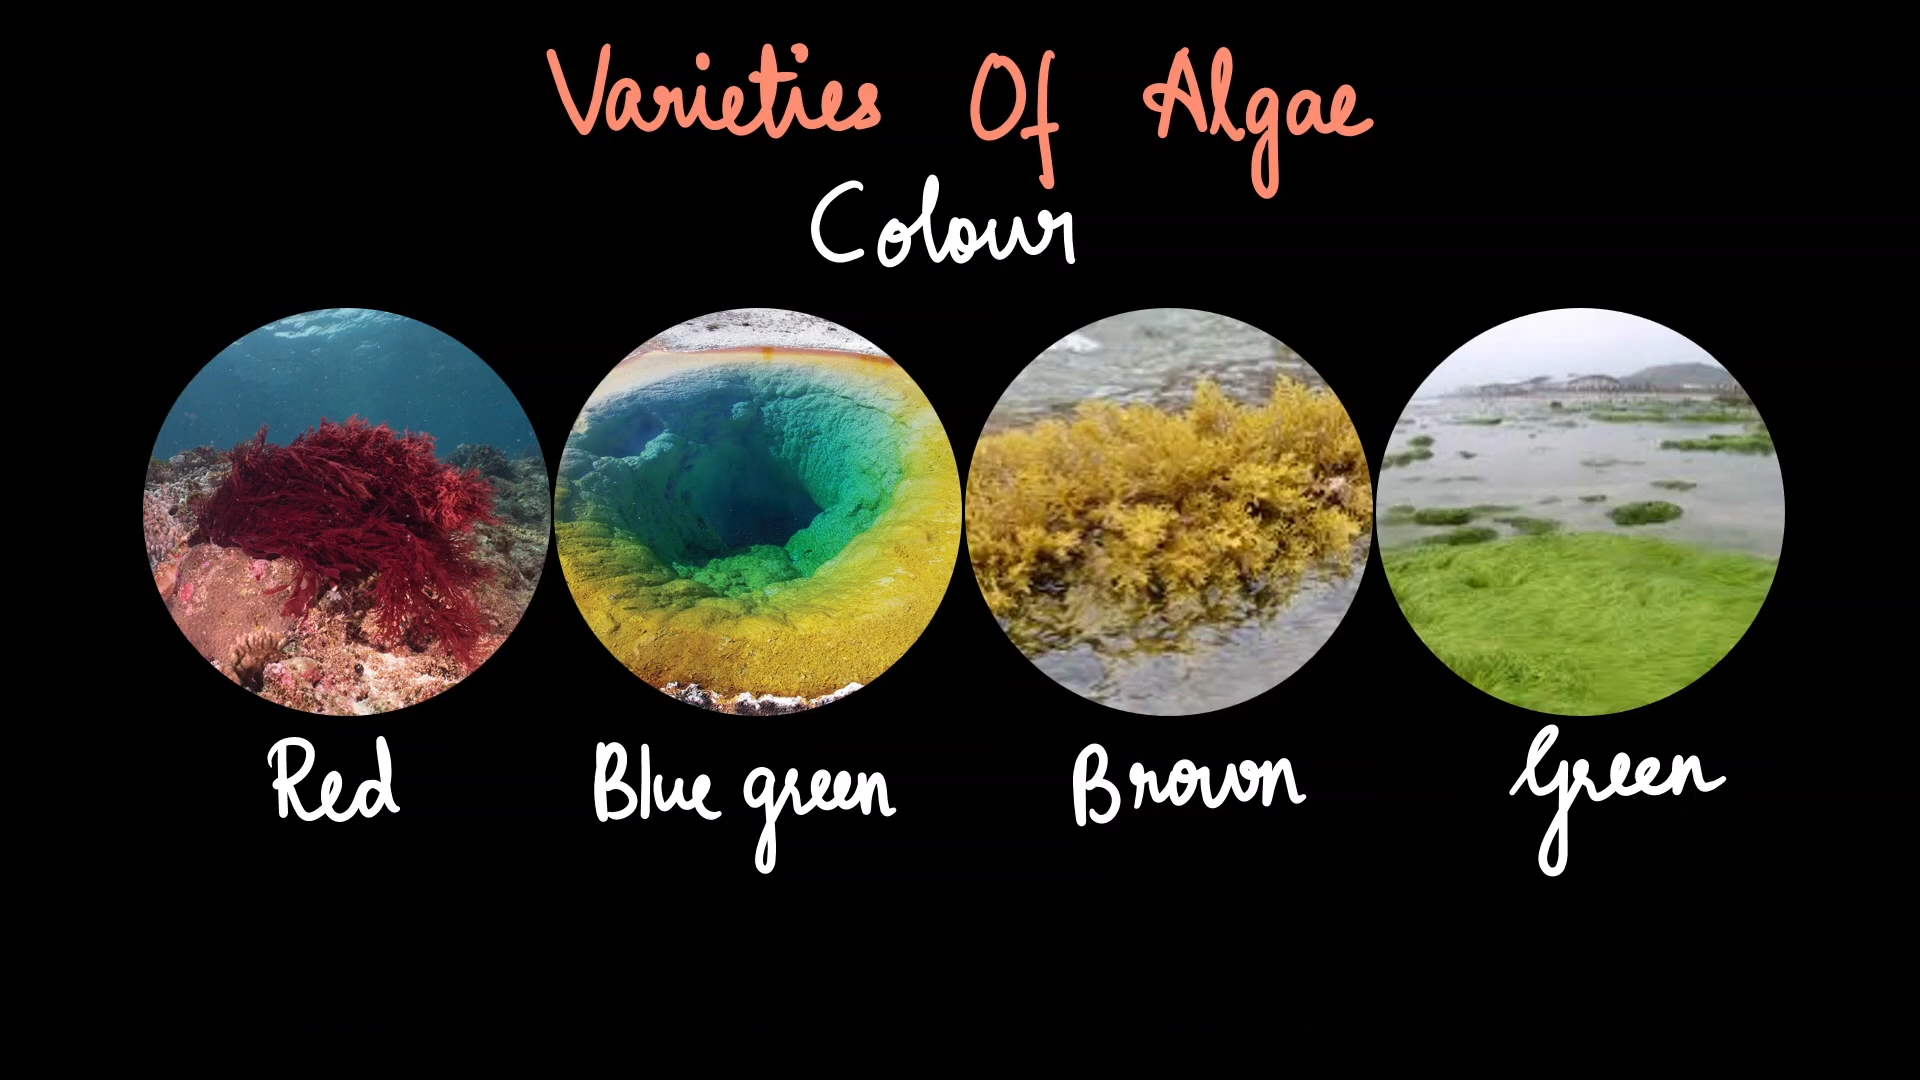 Varieties Of Algae
Colour
Red
Blue green
Brown
Green